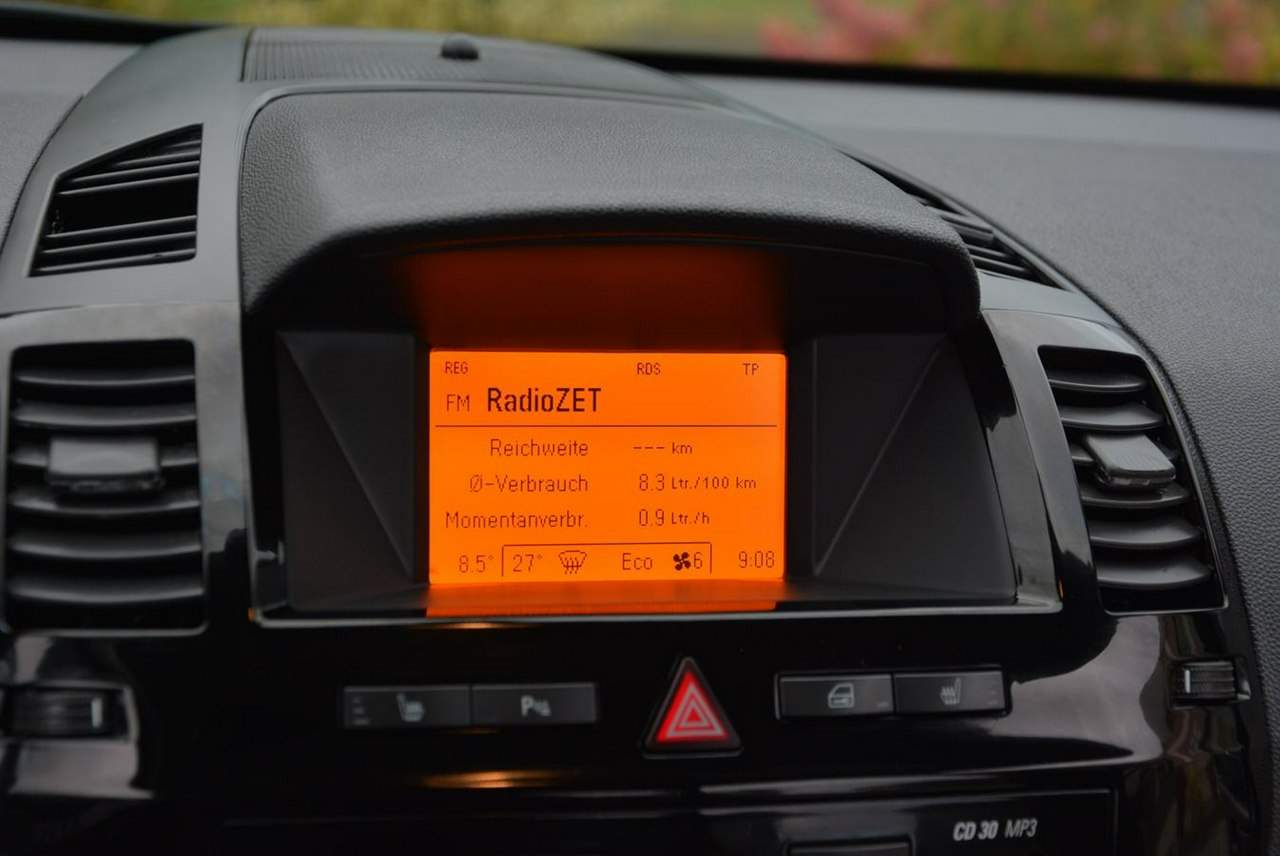 REG RDS TP
FM RadioZET
Reichweite --- km
Ø-Verbrauch 8.3 Ltr./100 km
Momentanverbr. 0.9 Ltr./h
8.5° 27° Eco 6 9:08
P
CD 30 MP3